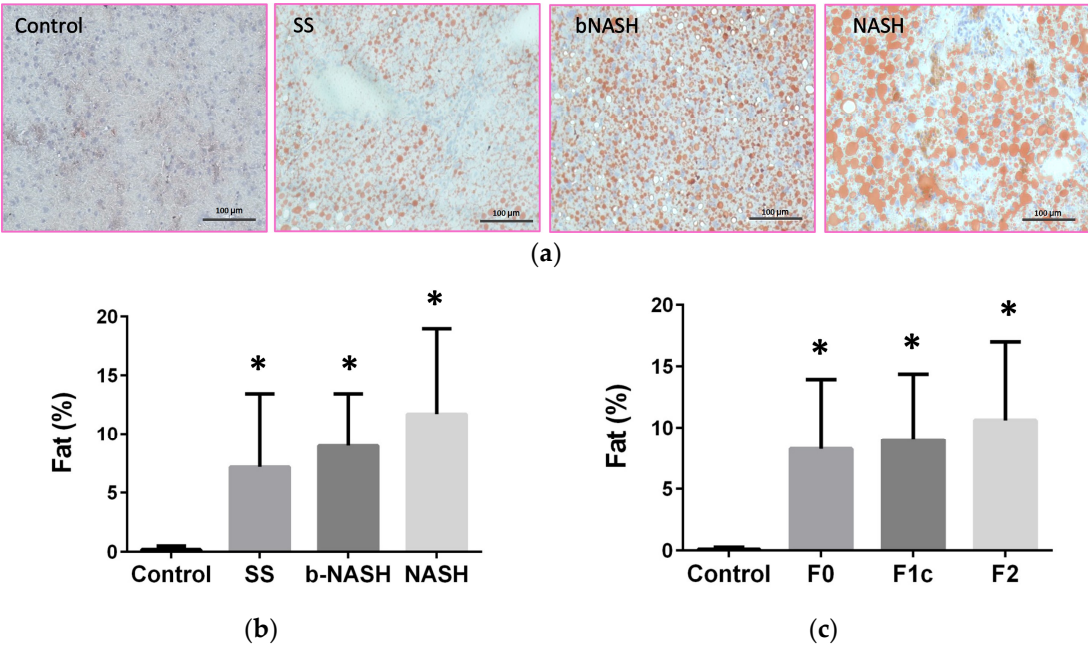 Control SS bNASH NASH
100 µm 100 µm 100 µm 100 µm
(a)
* * *
20
15
10
5
0
Fat (%)
Control SS b-NASH NASH
(b)
* * *
20
15
10
5
0
Fat (%)
Control F0 F1c F2
(c)